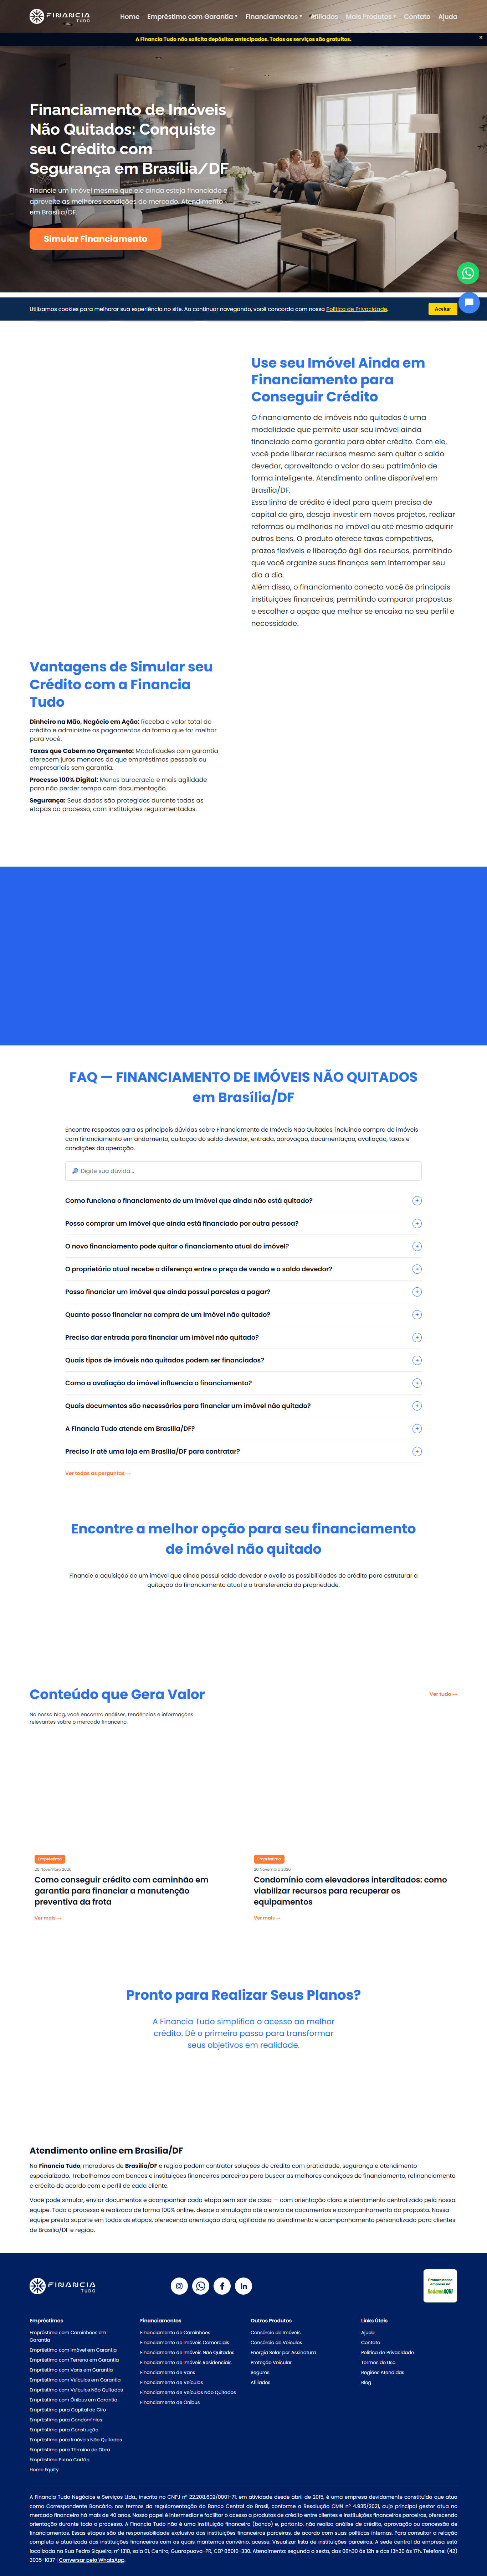 FINANCIA TUDO
Home
Empréstimo com Garantia
Financiamentos
Afiliados
Mais Produtos
Contato
Ajuda
A Financia Tudo não solicita depósitos antecipados. Todos os serviços são gratuitos.
×
Financiamento de Imóveis
Não Quitados: Conquiste
seu Crédito com
Segurança em Brasília/DF
Financie um imóvel mesmo que ele ainda esteja financiado e
aproveite as melhores condições do mercado. Atendimento
em Brasília/DF.
Simular Financiamento
Utilizamos cookies para melhorar sua experiência no site. Ao continuar navegando, você concorda com nossa Política de Privacidade.
Aceitar
Use seu Imóvel Ainda em
Financiamento para
Conseguir Crédito
O financiamento de imóveis não quitados é uma
modalidade que permite usar seu imóvel ainda
financiado como garantia para obter crédito. Com ele,
você pode liberar recursos mesmo sem quitar o saldo
devedor, aproveitando o valor do seu patrimônio de
forma inteligente. Atendimento online disponível em
Brasília/DF.
Essa linha de crédito é ideal para quem precisa de
capital de giro, deseja investir em novos projetos, realizar
reformas ou melhorias no imóvel ou até mesmo adquirir
outros bens. O produto oferece taxas competitivas,
prazos flexíveis e liberação ágil dos recursos, permitindo
que você organize suas finanças sem interromper seu
dia a dia.
Além disso, o financiamento conecta você às principais
instituições financeiras, permitindo comparar propostas
e escolher a opção que melhor se encaixa no seu perfil e
necessidade.
Vantagens de Simular seu
Crédito com a Financia
Tudo
Dinheiro na Mão, Negócio em Ação: Receba o valor total do
crédito e administre os pagamentos da forma que for melhor
para você.
Taxas que Cabem no Orçamento: Modalidades com garantia
oferecem juros menores do que empréstimos pessoais ou
empresariais sem garantia.
Processo 100% Digital: Menos burocracia e mais agilidade
para não perder tempo com documentação.
Segurança: Seus dados são protegidos durante todas as
etapas do processo, com instituições regulamentadas.
FAQ — FINANCIAMENTO DE IMÓVEIS NÃO QUITADOS
em Brasília/DF
Encontre respostas para as principais dúvidas sobre Financiamento de Imóveis Não Quitados, incluindo compra de imóveis
com financiamento em andamento, quitação do saldo devedor, entrada, aprovação, documentação, avaliação, taxas e
condições da operação.
Digite sua dúvida...
Como funciona o financiamento de um imóvel que ainda não está quitado?
Posso comprar um imóvel que ainda está financiado por outra pessoa?
O novo financiamento pode quitar o financiamento atual do imóvel?
O proprietário atual recebe a diferença entre o preço de venda e o saldo devedor?
Posso financiar um imóvel que ainda possui parcelas a pagar?
Quanto posso financiar na compra de um imóvel não quitado?
Preciso dar entrada para financiar um imóvel não quitado?
Quais tipos de imóveis não quitados podem ser financiados?
Como a avaliação do imóvel influencia o financiamento?
Quais documentos são necessários para financiar um imóvel não quitado?
A Financia Tudo atende em Brasília/DF?
Preciso ir até uma loja em Brasília/DF para contratar?
Ver todas as perguntas →
Encontre a melhor opção para seu financiamento
de imóvel não quitado
Financie a aquisição de um imóvel que ainda possui saldo devedor e avalie as possibilidades de crédito para estruturar a
quitação do financiamento atual e a transferência da propriedade.
Conteúdo que Gera Valor
Ver tudo →
No nosso blog, você encontra análises, tendências e informações
relevantes sobre o mercado financeiro.
Empréstimo
20 Novembro 2026
Como conseguir crédito com caminhão em
garantia para financiar a manutenção
preventiva da frota
Ver mais →
Empréstimo
20 Novembro 2026
Condomínio com elevadores interditados: como
viabilizar recursos para recuperar os
equipamentos
Ver mais →
Pronto para Realizar Seus Planos?
A Financia Tudo simplifica o acesso ao melhor
crédito. Dê o primeiro passo para transformar
seus objetivos em realidade.
Atendimento online em Brasília/DF
Na Financia Tudo, moradores de Brasília/DF e região podem contratar soluções de crédito com praticidade, segurança e atendimento
especializado. Trabalhamos com bancos e instituições financeiras parceiras para buscar as melhores condições de financiamento, refinanciamento
e crédito de acordo com o perfil de cada cliente.
Você pode simular, enviar documentos e acompanhar cada etapa sem sair de casa — com orientação clara e atendimento centralizado pela nossa
equipe. Todo o processo é realizado de forma 100% online, desde a simulação até o envio de documentos e acompanhamento da proposta. Nossa
equipe presta suporte em todas as etapas, oferecendo orientação clara, agilidade no atendimento e acompanhamento personalizado para clientes
de Brasília/DF e região.
FINANCIA TUDO
Procure nossa
empresa no
ReclameAQUI
Empréstimos
Empréstimo com Caminhões em
Garantia
Empréstimo com Imóvel em Garantia
Empréstimo com Terreno em Garantia
Empréstimo com Vans em Garantia
Empréstimo com Veículos em Garantia
Empréstimo com Veículos Não Quitados
Empréstimo com Ônibus em Garantia
Empréstimo para Capital de Giro
Empréstimo para Condomínios
Empréstimo para Construção
Empréstimo para Imóveis Não Quitados
Empréstimo para Término de Obra
Empréstimo Pix no Cartão
Home Equity
Financiamentos
Financiamento de Caminhões
Financiamento de Imóveis Comerciais
Financiamento de Imóveis Não Quitados
Financiamento de Imóveis Residenciais
Financiamento de Vans
Financiamento de Veículos
Financiamento de Veículos Não Quitados
Financiamento de Ônibus
Outros Produtos
Consórcio de Imóveis
Consórcio de Veículos
Energia Solar por Assinatura
Proteção Veicular
Seguros
Afiliados
Links Úteis
Ajuda
Contato
Política de Privacidade
Termos de Uso
Regiões Atendidas
Blog
A Financia Tudo Negócios e Serviços Ltda., inscrita no CNPJ nº 22.208.602/0001-71, em atividade desde abril de 2015, é uma empresa devidamente constituída que atua
como Correspondente Bancário, nos termos da regulamentação do Banco Central do Brasil, conforme a Resolução CMN nº 4.935/2021, cujo principal gestor atua no
mercado financeiro há mais de 40 anos. Nosso papel é intermediar e facilitar o acesso a produtos de crédito entre clientes e instituições financeiras parceiras, oferecendo
orientação durante todo o processo. A Financia Tudo não é uma instituição financeira (banco) e, portanto, não realiza análise de crédito, aprovação ou concessão de
financiamentos. Essas etapas são de responsabilidade exclusiva das instituições financeiras parceiras, de acordo com suas políticas internas. Para consultar a relação
completa e atualizada das instituições financeiras com as quais mantemos convênio, acesse: Visualizar lista de instituições parceiras. A sede central da empresa está
localizada na Rua Pedro Siqueira, nº 1318, sala 01, Centro, Guarapuava-PR, CEP 85010-330. Atendimento: segunda a sexta, das 08h30 às 12h e das 13h30 às 17h. Telefone: (42)
3035-1037 | Conversar pelo WhatsApp.